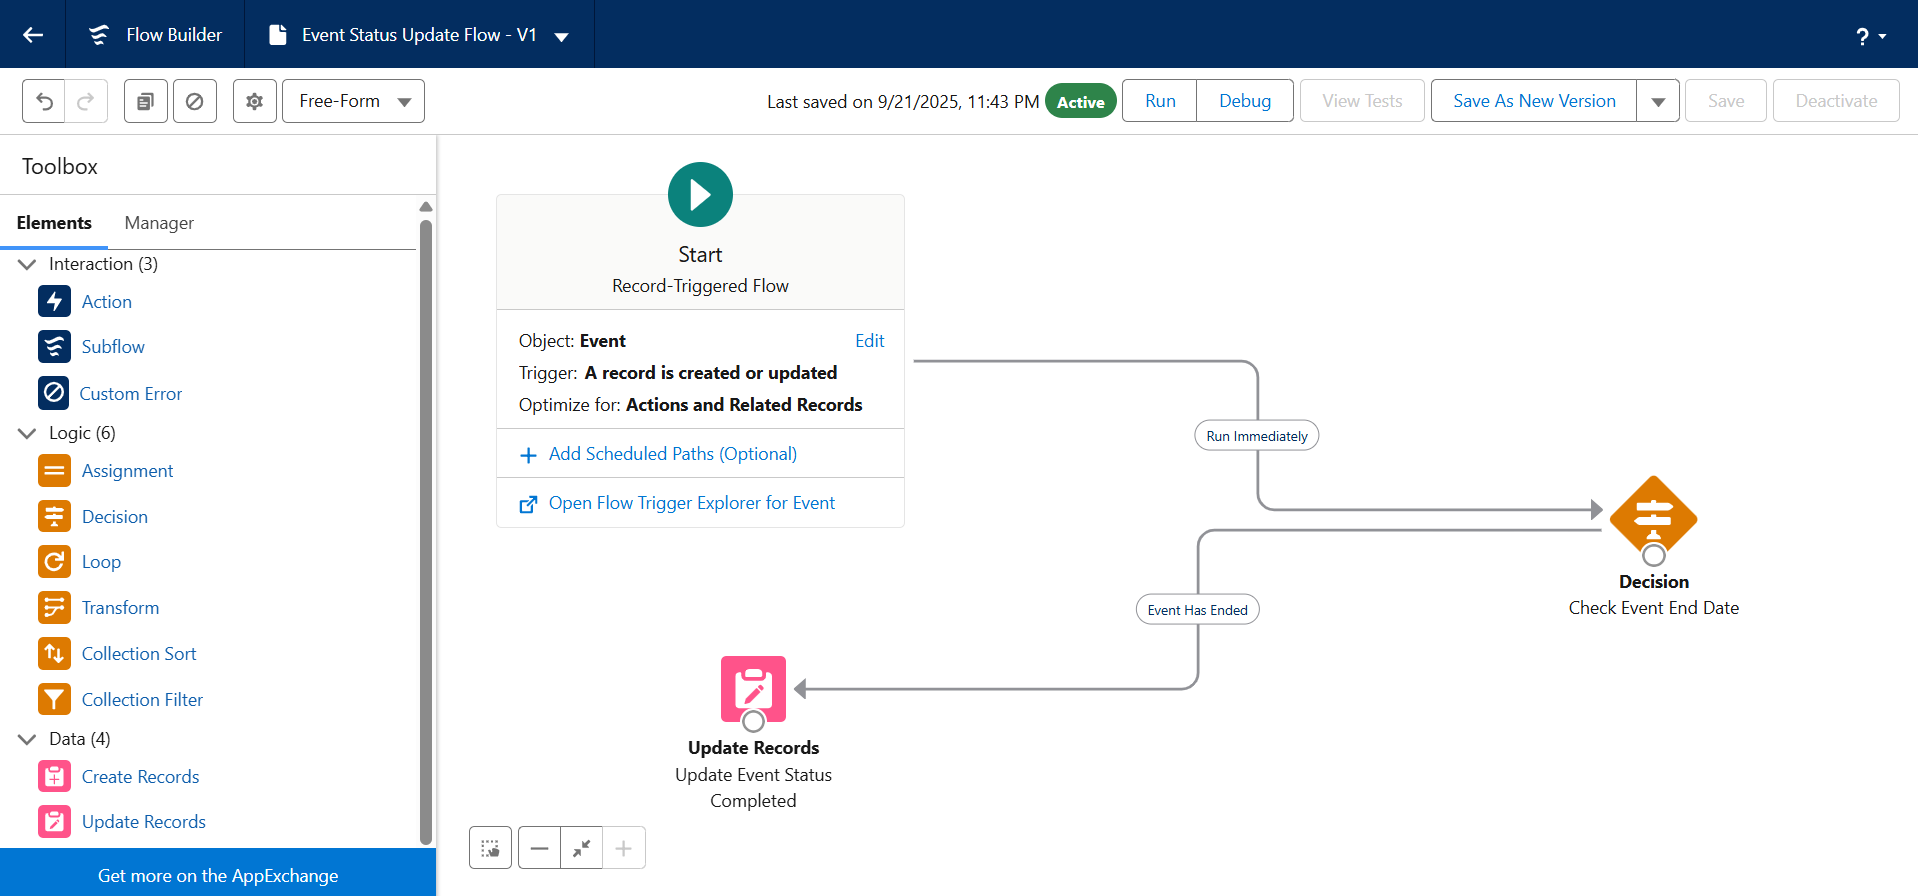 Flow Builder
Event Status Update Flow - V1
?
Free-Form
Last saved on 9/21/2025, 11:43 PM
Active
Run
Debug
View Tests
Save As New Version
Save
Deactivate
Toolbox
Elements
Manager
Interaction (3)
Action
Subflow
Custom Error
Logic (6)
Assignment
Decision
Loop
Transform
Collection Sort
Collection Filter
Data (4)
Create Records
Update Records
Get more on the AppExchange
Start
Record-Triggered Flow
Object: Event
Edit
Trigger: A record is created or updated
Optimize for: Actions and Related Records
Add Scheduled Paths (Optional)
Open Flow Trigger Explorer for Event
Run Immediately
Decision
Check Event End Date
Event Has Ended
Update Records
Update Event Status
Completed